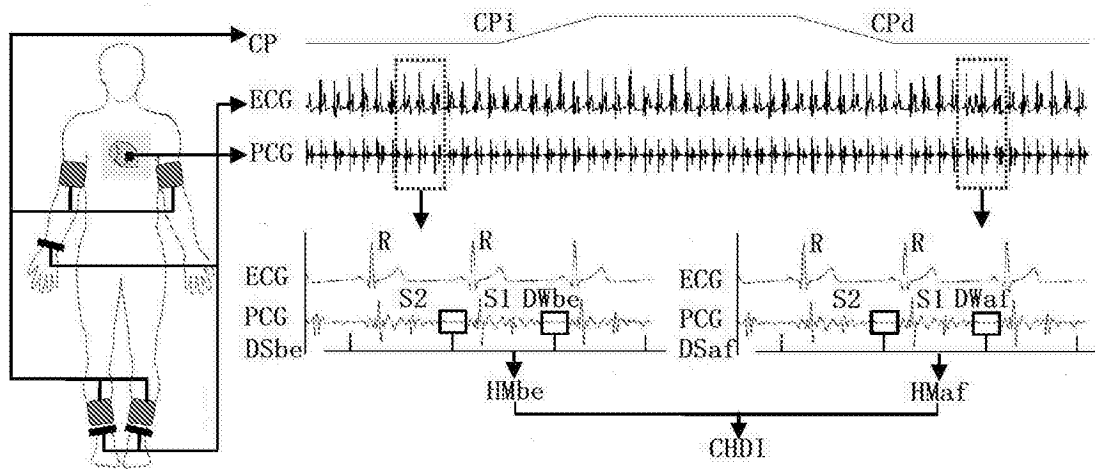 CP CPi CPd
ECG
PCG
R R R R
ECG ECG
S2 S1 DWbe S2 S1 DWaf
PCG PCG
DSbe DSaf
HMbe HMaf
CHDI